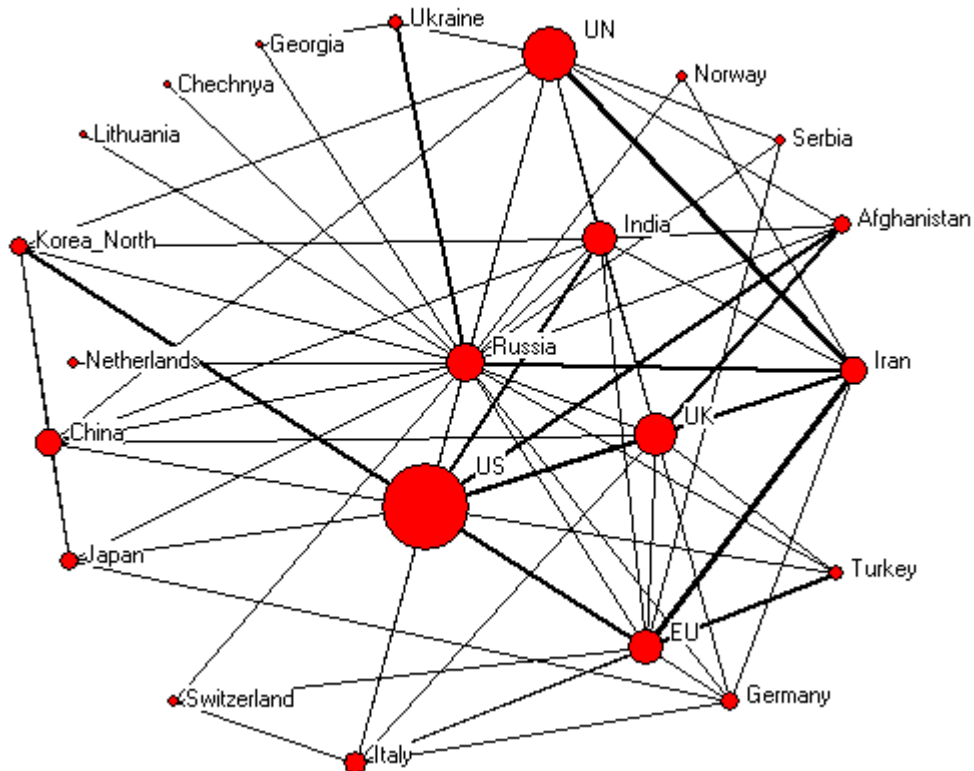 Ukraine
UN
Georgia
Norway
Chechnya
Lithuania
Serbia
Korea_North
India
Afghanistan
Russia
Netherlands
Iran
China
UK
US
Japan
Turkey
EU
Switzerland
Germany
Italy